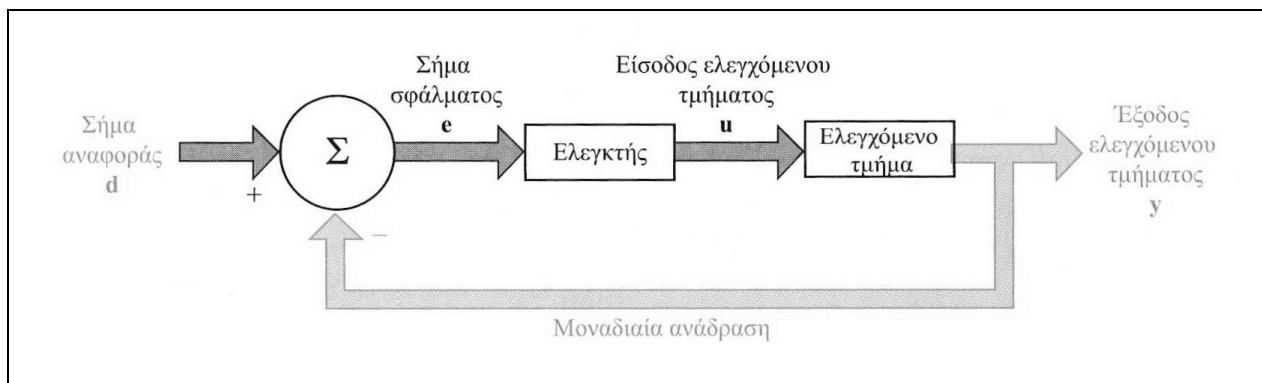 Σήμα
αναφοράς
d
+
Σ
−
Σήμα
σφάλματος
e
Ελεγκτής
Είσοδος ελεγχόμενου
τμήματος
u
Ελεγχόμενο
τμήμα
Έξοδος
ελεγχόμενου
τμήματος
y
Μοναδιαία ανάδραση